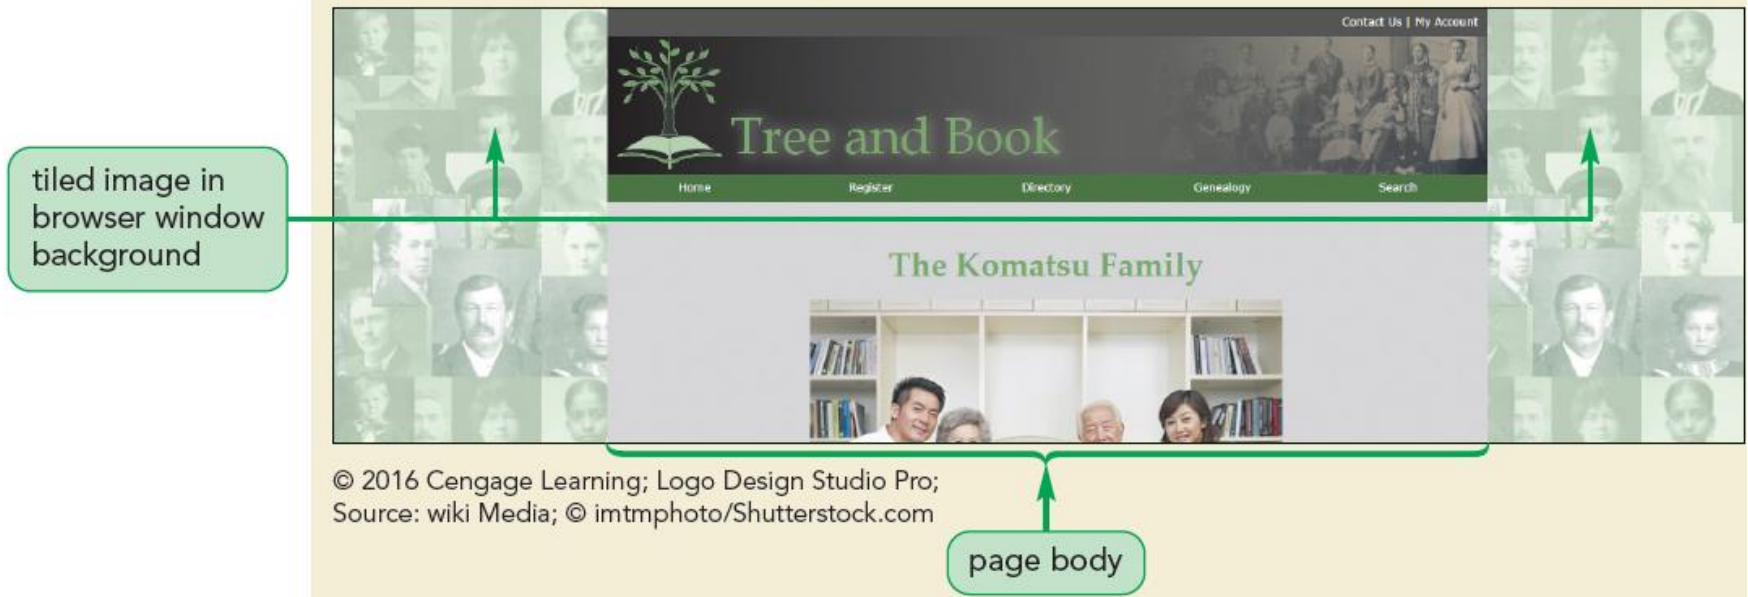 Contact Us | My Account
Tree and Book
Home Register Directory Genealogy Search
tiled image in
browser window
background
The Komatsu Family
© 2016 Cengage Learning; Logo Design Studio Pro;
Source: wiki Media; © imtmphoto/Shutterstock.com
page body